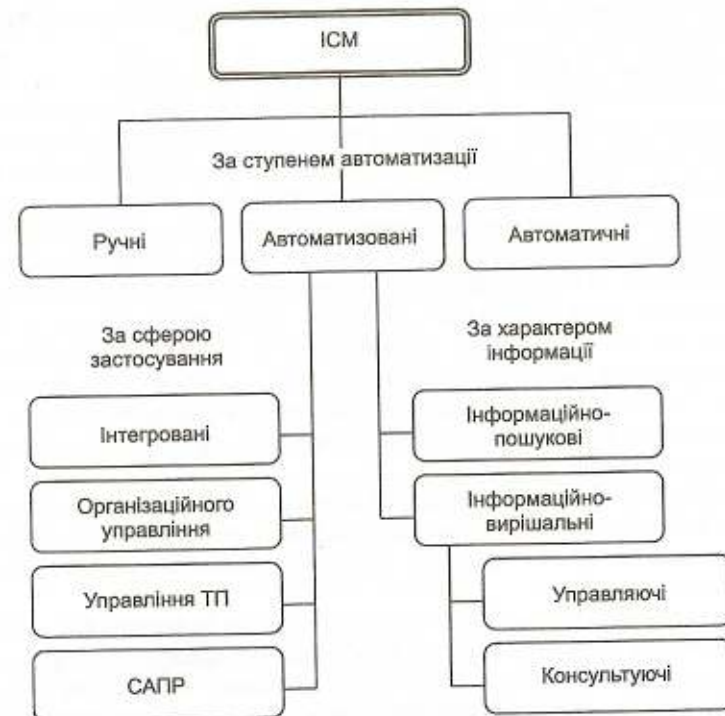 ІСМ
За ступенем автоматизації
Ручні
Автоматизовані
Автоматичні
За сферою
застосування
Інтегровані
Організаційного
управління
Управління ТП
САПР
За характером
інформації
Інформаційно-
пошукові
Інформаційно-
вирішальні
Управляючі
Консультуючі